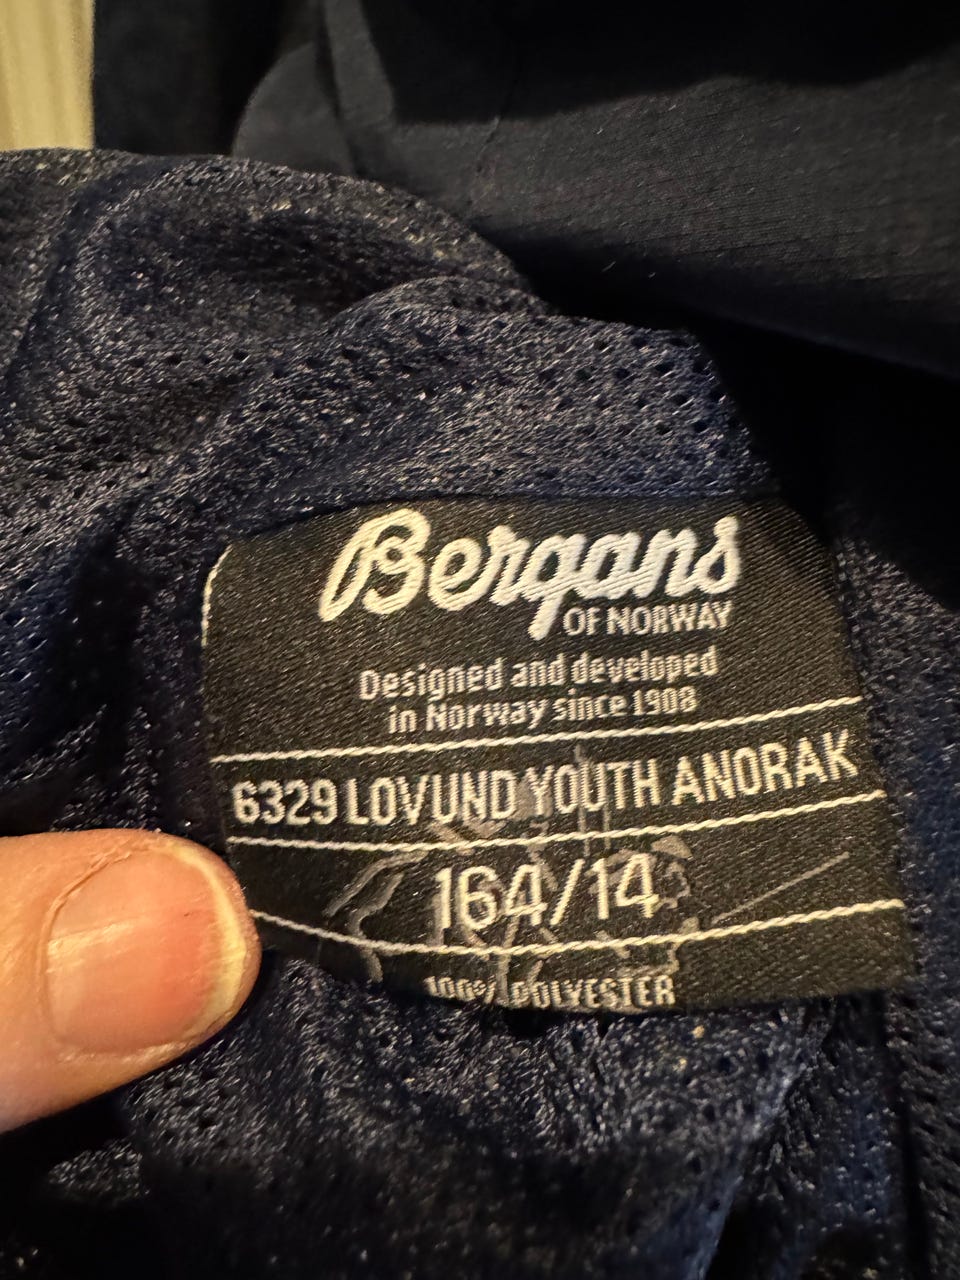 Bergans
OF NORWAY
Designed and developed
in Norway since 1908
6329 LOVUND YOUTH ANORAK
164/14
100% POLYESTER